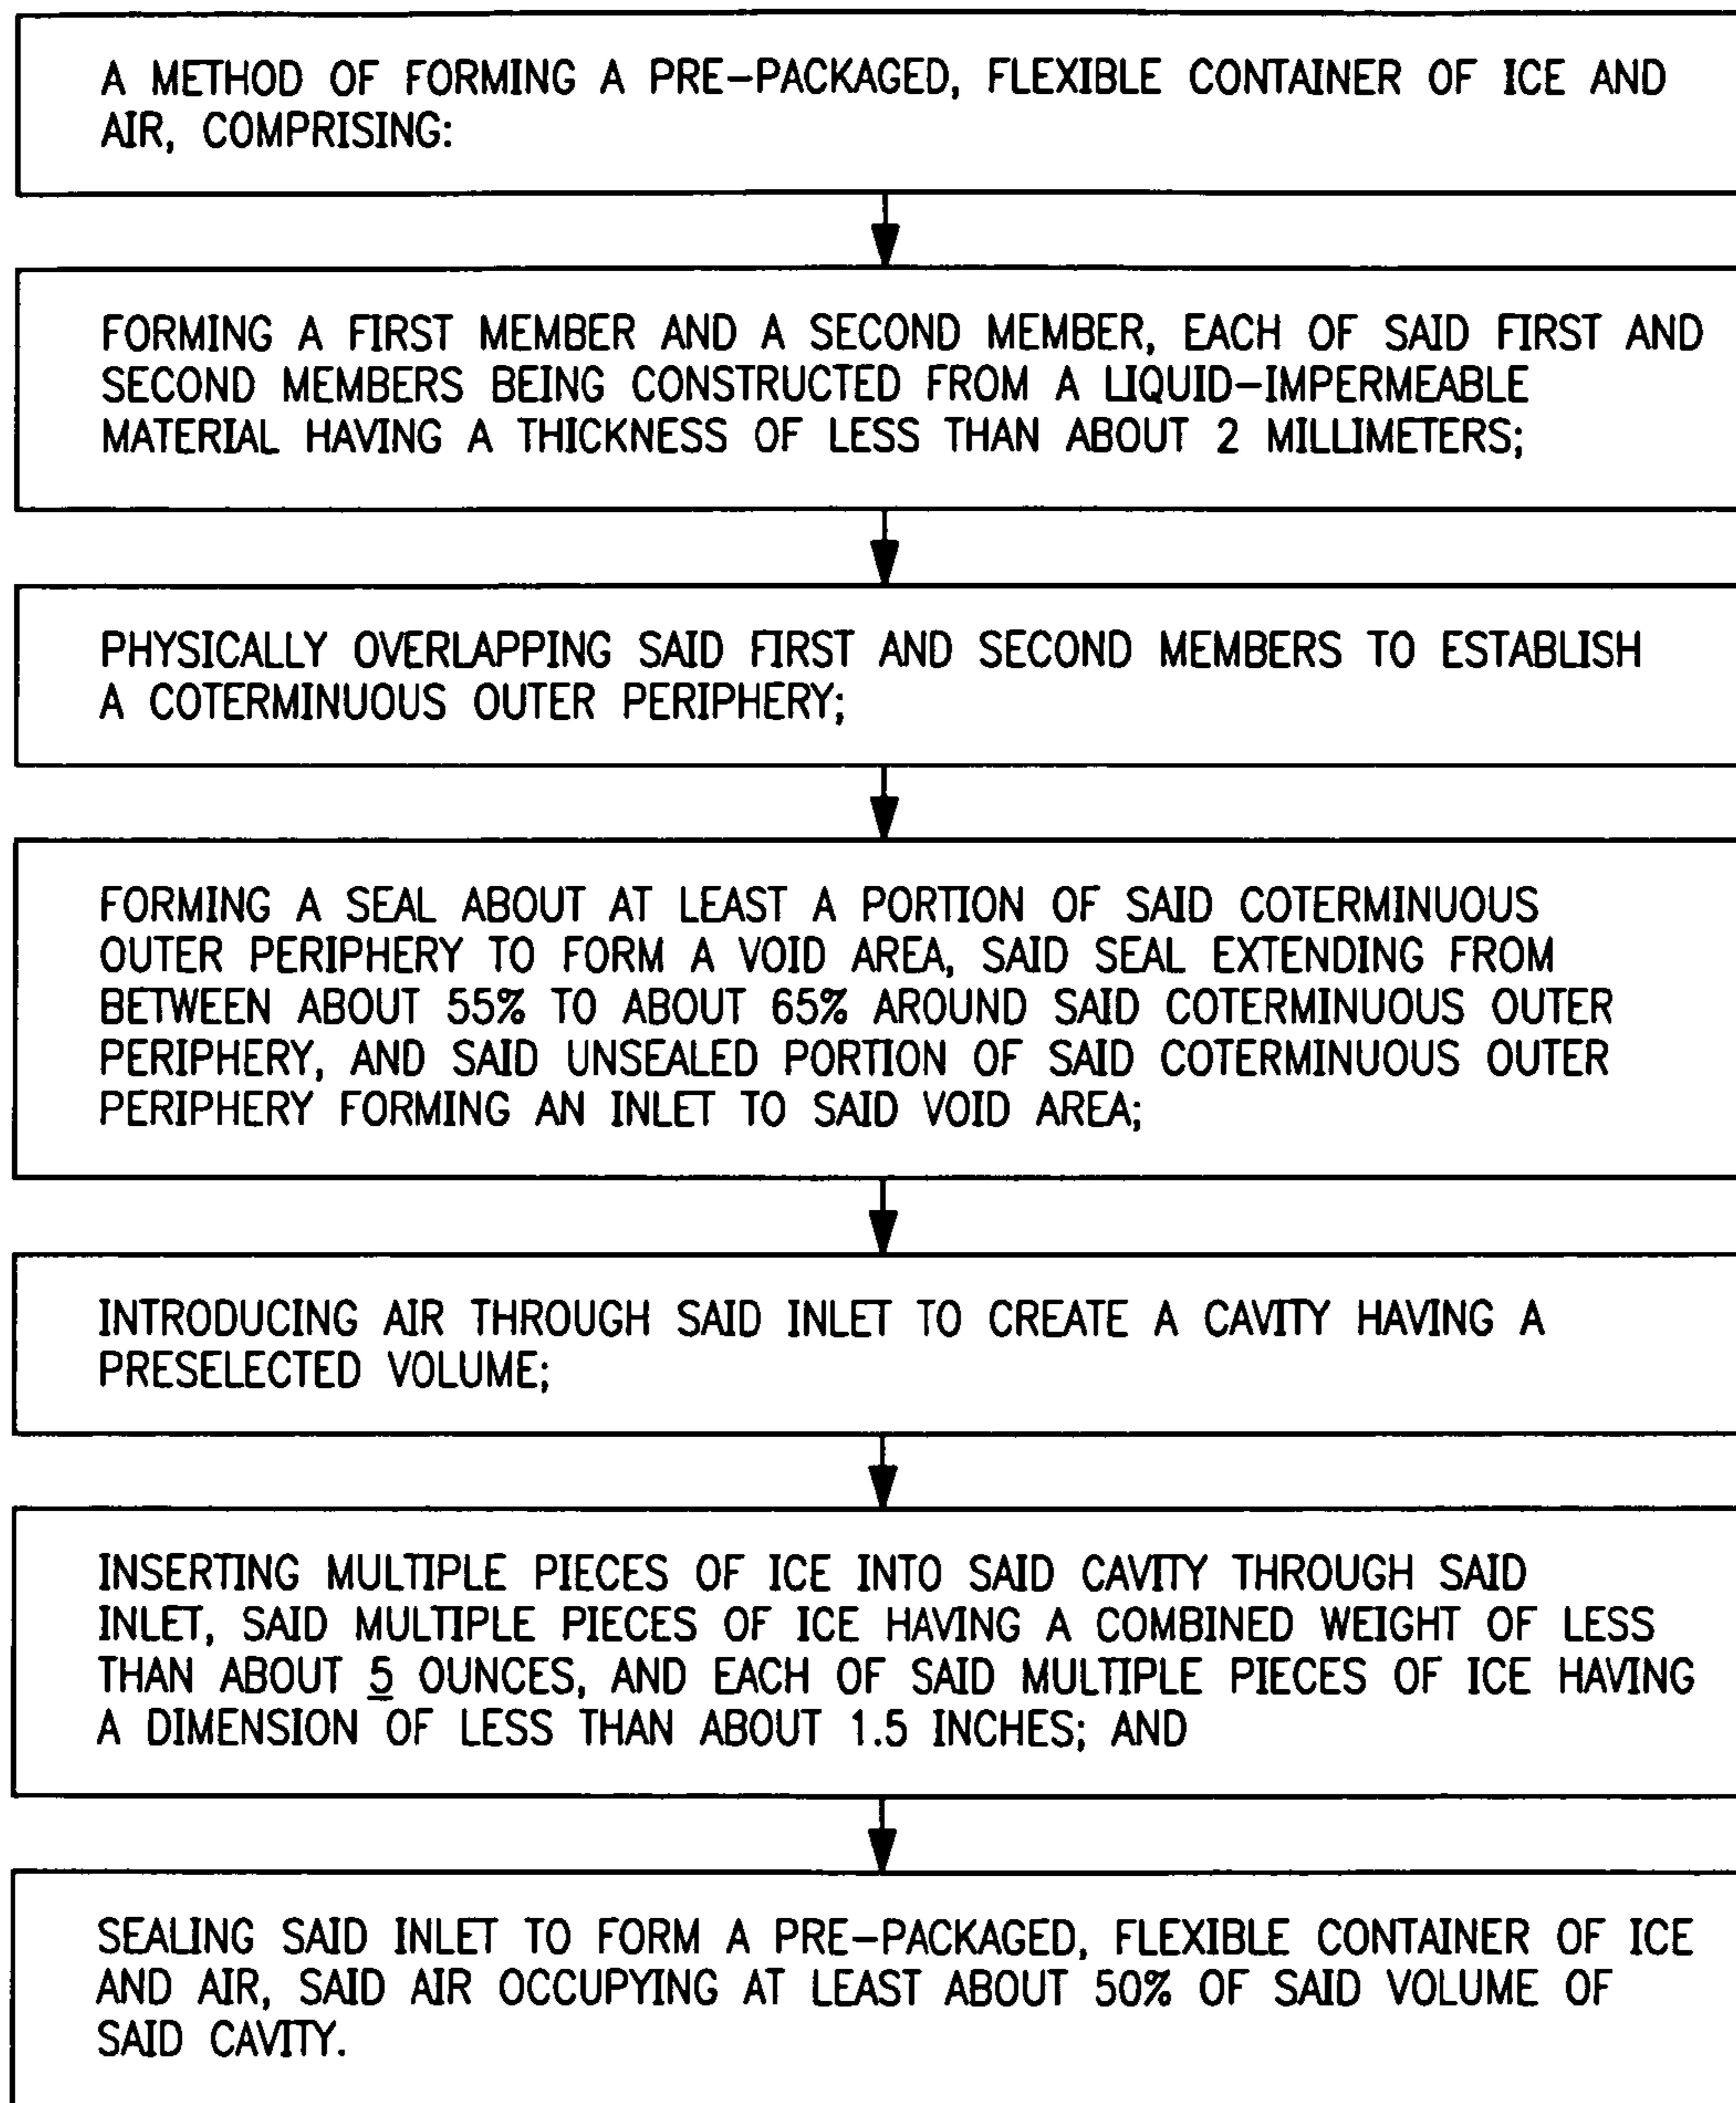 A METHOD OF FORMING A PRE-PACKAGED, FLEXIBLE CONTAINER OF ICE AND
AIR, COMPRISING:
FORMING A FIRST MEMBER AND A SECOND MEMBER, EACH OF SAID FIRST AND
SECOND MEMBERS BEING CONSTRUCTED FROM A LIQUID-IMPERMEABLE
MATERIAL HAVING A THICKNESS OF LESS THAN ABOUT 2 MILLIMETERS;
PHYSICALLY OVERLAPPING SAID FIRST AND SECOND MEMBERS TO ESTABLISH
A COTERMINUOUS OUTER PERIPHERY;
FORMING A SEAL ABOUT AT LEAST A PORTION OF SAID COTERMINUOUS
OUTER PERIPHERY TO FORM A VOID AREA, SAID SEAL EXTENDING FROM
BETWEEN ABOUT 55% TO ABOUT 65% AROUND SAID COTERMINUOUS OUTER
PERIPHERY, AND SAID UNSEALED PORTION OF SAID COTERMINUOUS OUTER
PERIPHERY FORMING AN INLET TO SAID VOID AREA;
INTRODUCING AIR THROUGH SAID INLET TO CREATE A CAVITY HAVING A
PRESELECTED VOLUME;
INSERTING MULTIPLE PIECES OF ICE INTO SAID CAVITY THROUGH SAID
INLET, SAID MULTIPLE PIECES OF ICE HAVING A COMBINED WEIGHT OF LESS
THAN ABOUT 5 OUNCES, AND EACH OF SAID MULTIPLE PIECES OF ICE HAVING
A DIMENSION OF LESS THAN ABOUT 1.5 INCHES; AND
SEALING SAID INLET TO FORM A PRE-PACKAGED, FLEXIBLE CONTAINER OF ICE
AND AIR, SAID AIR OCCUPYING AT LEAST ABOUT 50% OF SAID VOLUME OF
SAID CAVITY.